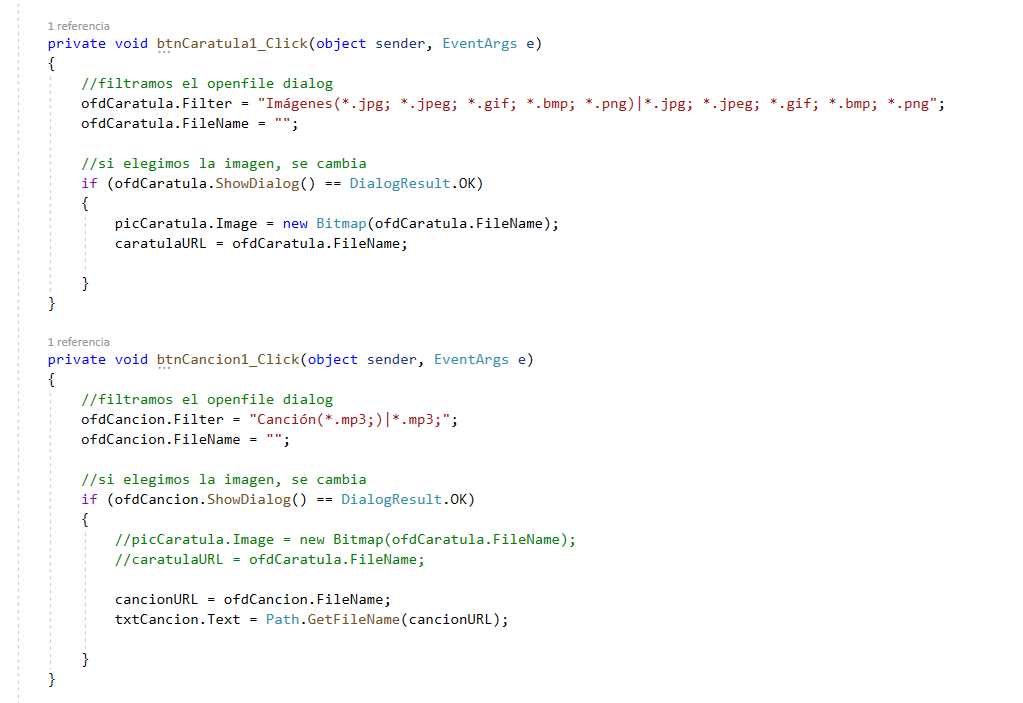 1 referencia
private void btnCaratula1_Click(object sender, EventArgs e)
{
    //filtramos el openfile dialog
    ofdCaratula.Filter = "Imágenes(*.jpg; *.jpeg; *.gif; *.bmp; *.png)|*.jpg; *.jpeg; *.gif; *.bmp; *.png";
    ofdCaratula.FileName = "";

    //si elegimos la imagen, se cambia
    if (ofdCaratula.ShowDialog() == DialogResult.OK)
    {
        picCaratula.Image = new Bitmap(ofdCaratula.FileName);
        caratulaURL = ofdCaratula.FileName;

    }
}

1 referencia
private void btnCancion1_Click(object sender, EventArgs e)
{
    //filtramos el openfile dialog
    ofdCancion.Filter = "Canción(*.mp3;)|*.mp3;";
    ofdCancion.FileName = "";

    //si elegimos la imagen, se cambia
    if (ofdCancion.ShowDialog() == DialogResult.OK)
    {
        //picCaratula.Image = new Bitmap(ofdCaratula.FileName);
        //caratulaURL = ofdCaratula.FileName;

        cancionURL = ofdCancion.FileName;
        txtCancion.Text = Path.GetFileName(cancionURL);

    }
}